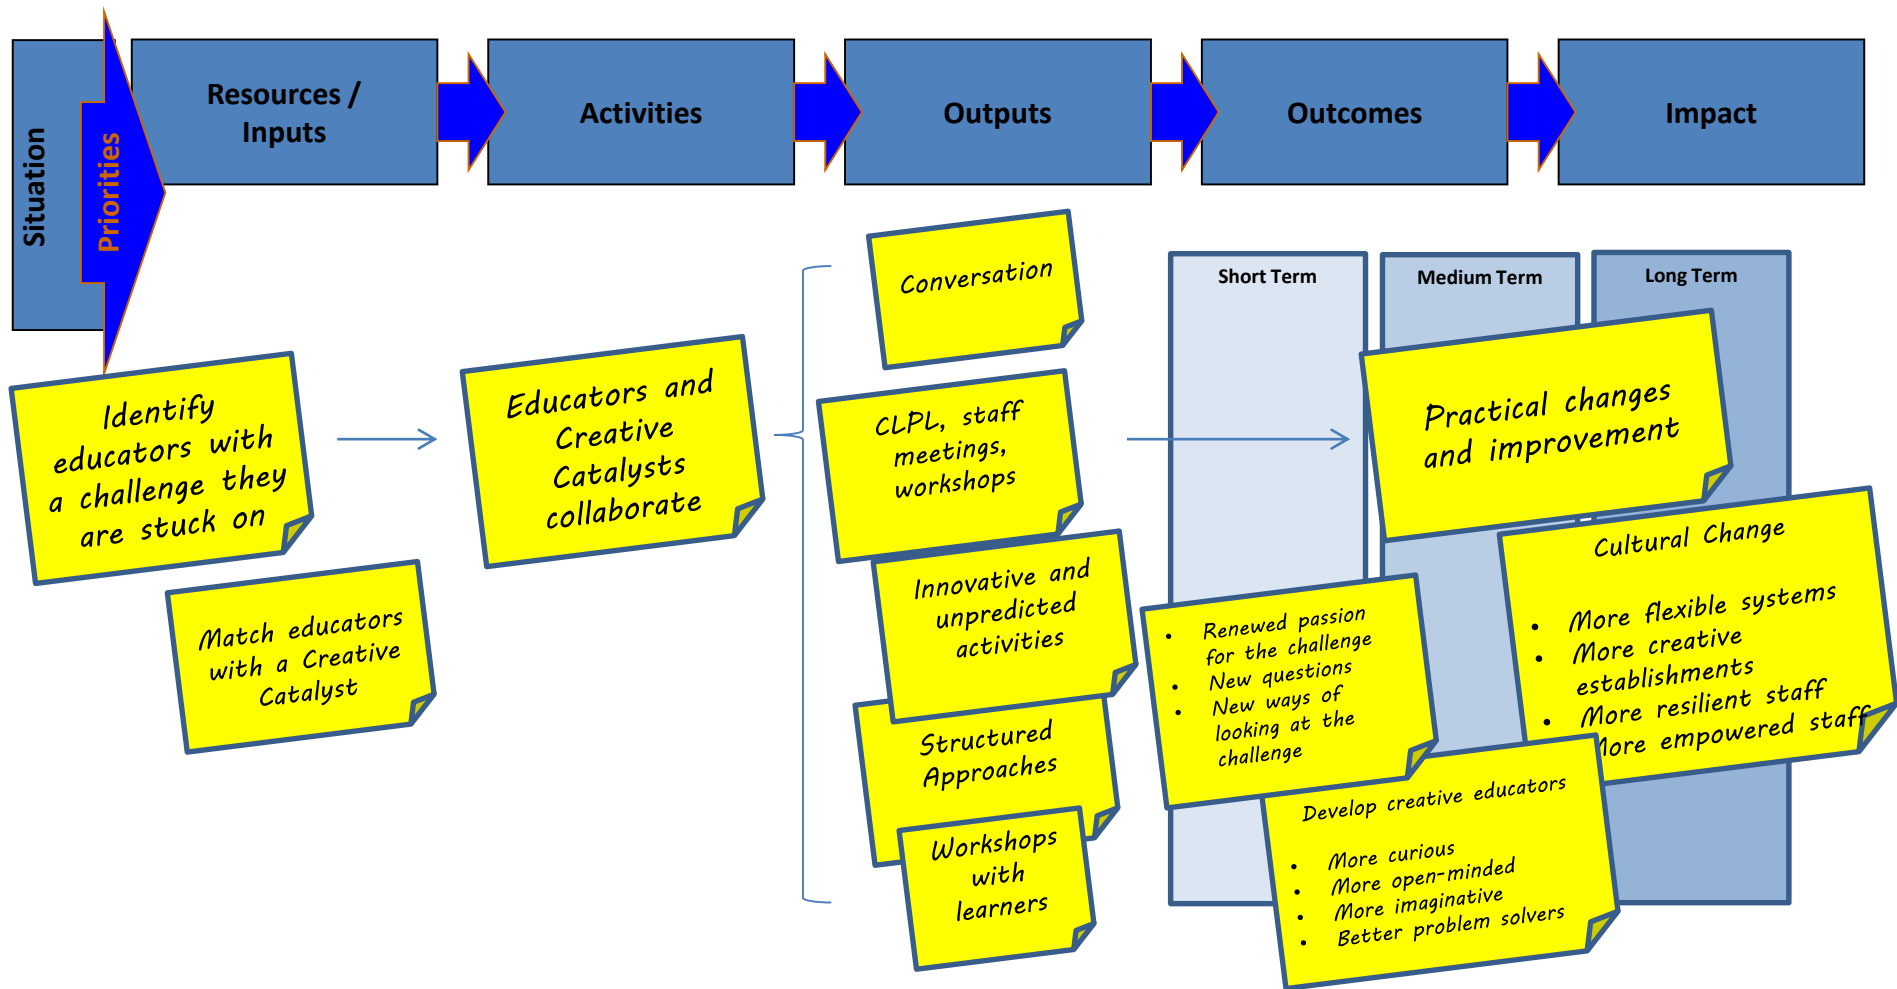 Situation
Priorities
Resources /
Inputs
Activities
Outputs
Outcomes
Impact
Identify
educators with
a challenge they
are stuck on
Match educators
with a Creative
Catalyst
Educators and
Creative
Catalysts
collaborate
Conversation
CLPL, staff
meetings,
workshops
Innovative and
unpredicted
activities
Structured
Approaches
Workshops
with
learners
Short Term
Medium Term
Long Term
Practical changes
and improvement
Cultural Change
• More flexible systems
• More creative
establishments
• More resilient staff
More empowered staff
• Renewed passion
for the challenge
• New questions
• New ways of
looking at the
challenge
Develop creative educators
• More curious
• More open-minded
• More imaginative
• Better problem solvers